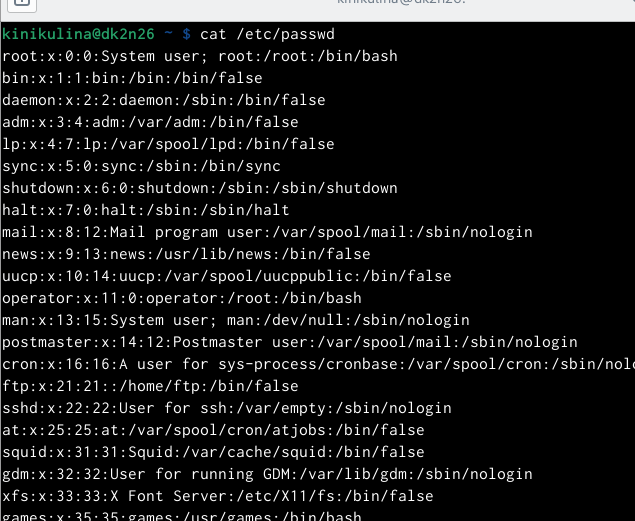 kinikulina@dk2n26:
kinikulina@dk2n26 ~ $ cat /etc/passwd
root:x:0:0:System user; root:/root:/bin/bash
bin:x:1:1:bin:/bin:/bin/false
daemon:x:2:2:daemon:/sbin:/bin/false
adm:x:3:4:adm:/var/adm:/bin/false
lp:x:4:7:lp:/var/spool/lpd:/bin/false
sync:x:5:0:sync:/sbin:/bin/sync
shutdown:x:6:0:shutdown:/sbin:/sbin/shutdown
halt:x:7:0:halt:/sbin:/sbin/halt
mail:x:8:12:Mail program user:/var/spool/mail:/sbin/nologin
news:x:9:13:news:/usr/lib/news:/bin/false
uucp:x:10:14:uucp:/var/spool/uucppublic:/bin/false
operator:x:11:0:operator:/root:/bin/bash
man:x:13:15:System user; man:/dev/null:/sbin/nologin
postmaster:x:14:12:Postmaster user:/var/spool/mail:/sbin/nologin
cron:x:16:16:A user for sys-process/cronbase:/var/spool/cron:/sbin/nolo
ftp:x:21:21::/home/ftp:/bin/false
sshd:x:22:22:User for ssh:/var/empty:/sbin/nologin
at:x:25:25:at:/var/spool/cron/atjobs:/bin/false
squid:x:31:31:Squid:/var/cache/squid:/bin/false
gdm:x:32:32:User for running GDM:/var/lib/gdm:/sbin/nologin
xfs:x:33:33:X Font Server:/etc/X11/fs:/bin/false
games:x:35:35:games:/usr/games:/bin/bash